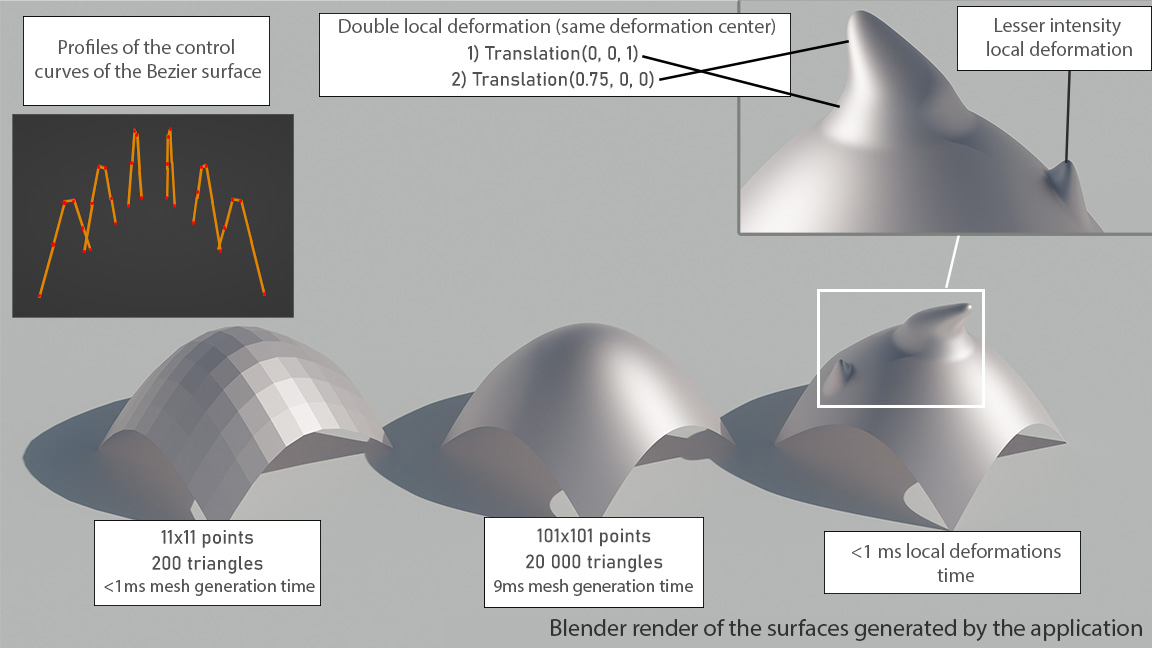 Profiles of the control
curves of the Bezier surface
Double local deformation (same deformation center)
1) Translation(0, 0, 1)
2) Translation(0.75, 0, 0)
Lesser intensity
local deformation
11x11 points
200 triangles
<1ms mesh generation time
101x101 points
20 000 triangles
9ms mesh generation time
<1 ms local deformations
time
Blender render of the surfaces generated by the application